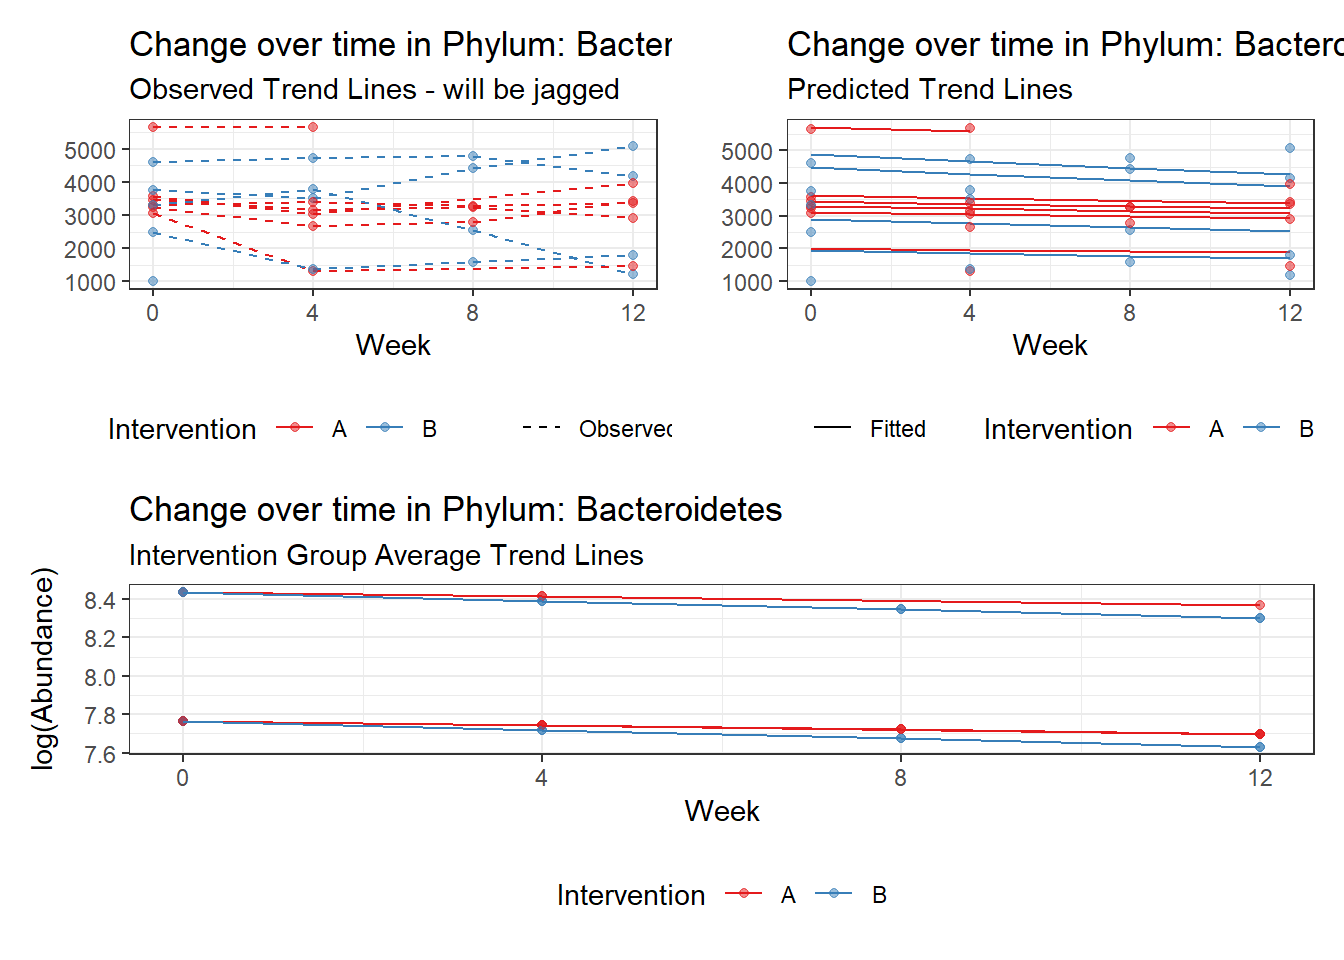 Change over time in Phylum: Bacter
Observed Trend Lines - will be jagged
5000
4000
3000
2000
1000
0 4 8 12
Week
Intervention A B Observed
Change over time in Phylum: Bactero
Predicted Trend Lines
5000
4000
3000
2000
1000
0 4 8 12
Week
Fitted Intervention A B
Change over time in Phylum: Bacteroidetes
Intervention Group Average Trend Lines
log(Abundance)
8.4
8.2
8.0
7.8
7.6
0 4 8 12
Week
Intervention A B